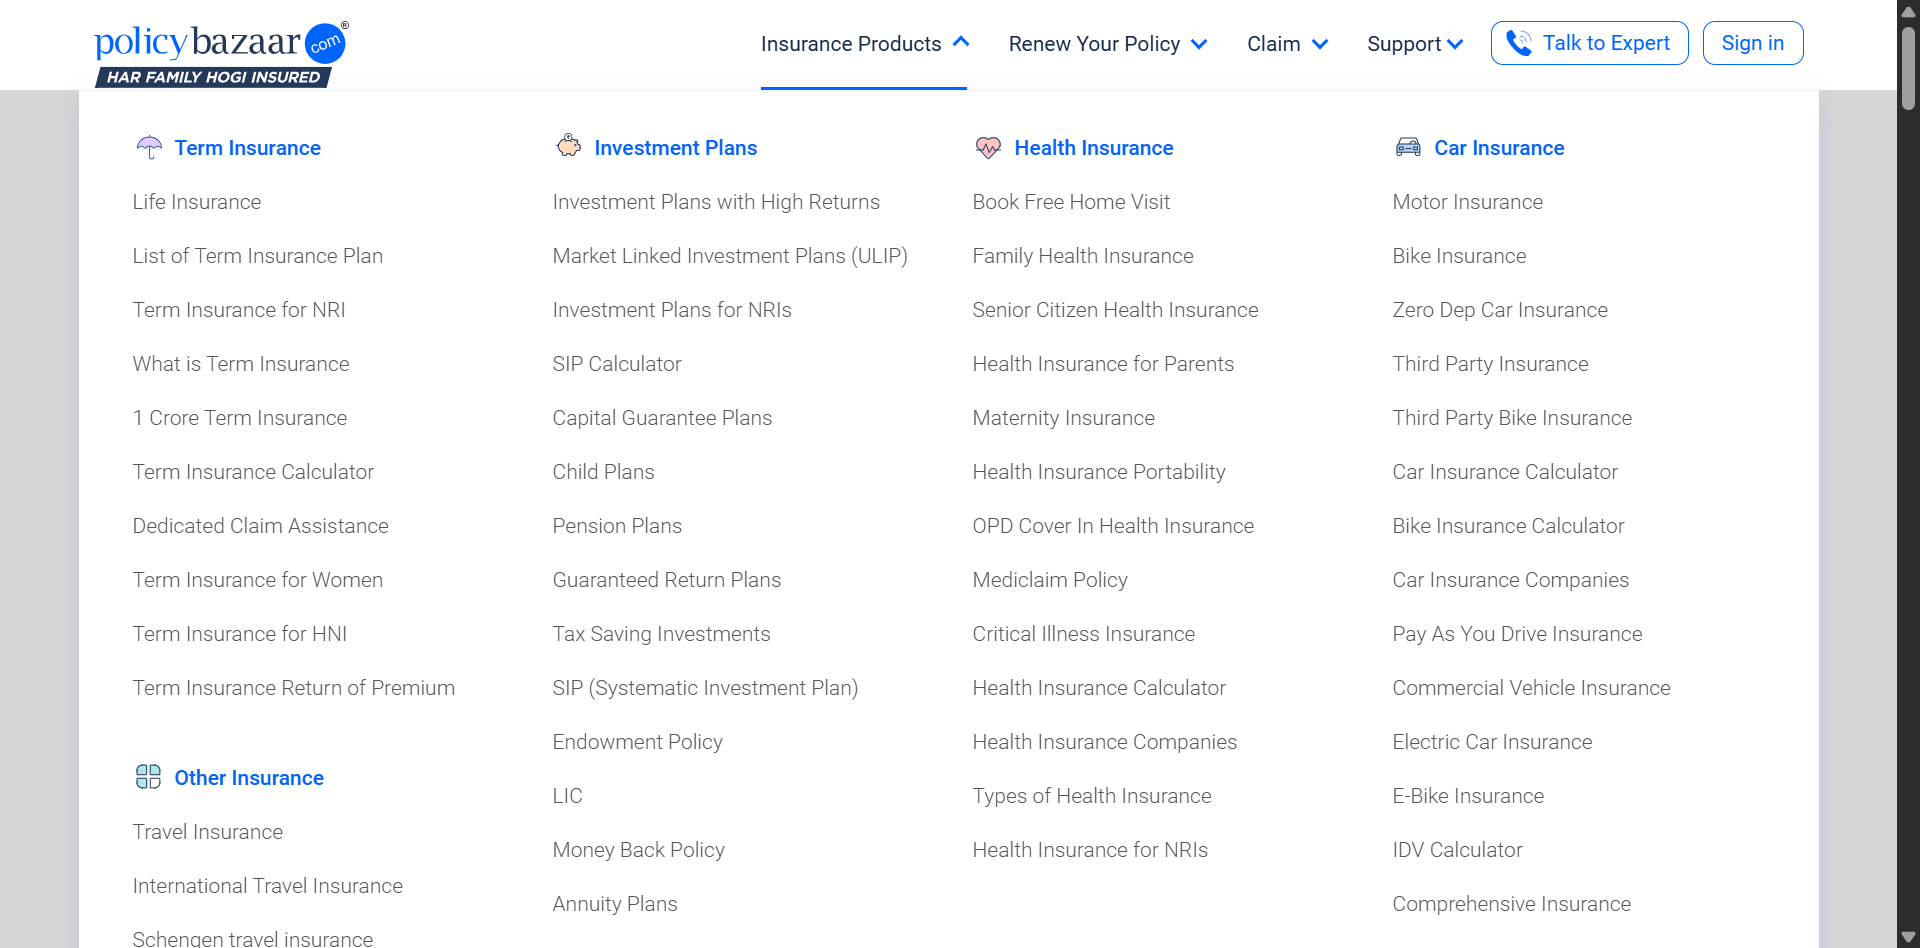 policybazaar.com®
HAR FAMILY HOGI INSURED
Insurance Products
Renew Your Policy
Claim
Support
Talk to Expert
Sign in
Term Insurance
Life Insurance
List of Term Insurance Plan
Term Insurance for NRI
What is Term Insurance
1 Crore Term Insurance
Term Insurance Calculator
Dedicated Claim Assistance
Term Insurance for Women
Term Insurance for HNI
Term Insurance Return of Premium
Other Insurance
Travel Insurance
International Travel Insurance
Schengen travel insurance
Investment Plans
Investment Plans with High Returns
Market Linked Investment Plans (ULIP)
Investment Plans for NRIs
SIP Calculator
Capital Guarantee Plans
Child Plans
Pension Plans
Guaranteed Return Plans
Tax Saving Investments
SIP (Systematic Investment Plan)
Endowment Policy
LIC
Money Back Policy
Annuity Plans
Health Insurance
Book Free Home Visit
Family Health Insurance
Senior Citizen Health Insurance
Health Insurance for Parents
Maternity Insurance
Health Insurance Portability
OPD Cover In Health Insurance
Mediclaim Policy
Critical Illness Insurance
Health Insurance Calculator
Health Insurance Companies
Types of Health Insurance
Health Insurance for NRIs
Car Insurance
Motor Insurance
Bike Insurance
Zero Dep Car Insurance
Third Party Insurance
Third Party Bike Insurance
Car Insurance Calculator
Bike Insurance Calculator
Car Insurance Companies
Pay As You Drive Insurance
Commercial Vehicle Insurance
Electric Car Insurance
E-Bike Insurance
IDV Calculator
Comprehensive Insurance